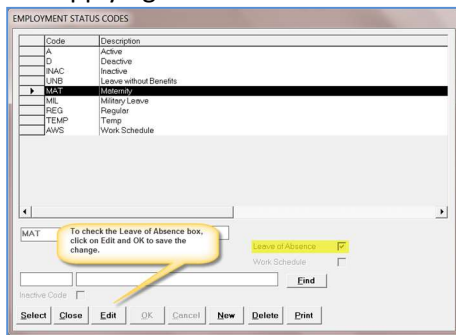 EMPLOYMENT STATUS CODES
Code Description
A Active
D Deactive
INAC Inactive
UNB Leave without Benefits
MAT Maternity
MIL Military Leave
REG Regular
TEMP Temp
AWS Work Schedule
MAT
To check the Leave of Absence box,
click on Edit and OK to save the
change.
Leave of Absence
Work Schedule
Find
Inactive Code
Select Close Edit OK Cancel New Delete Print